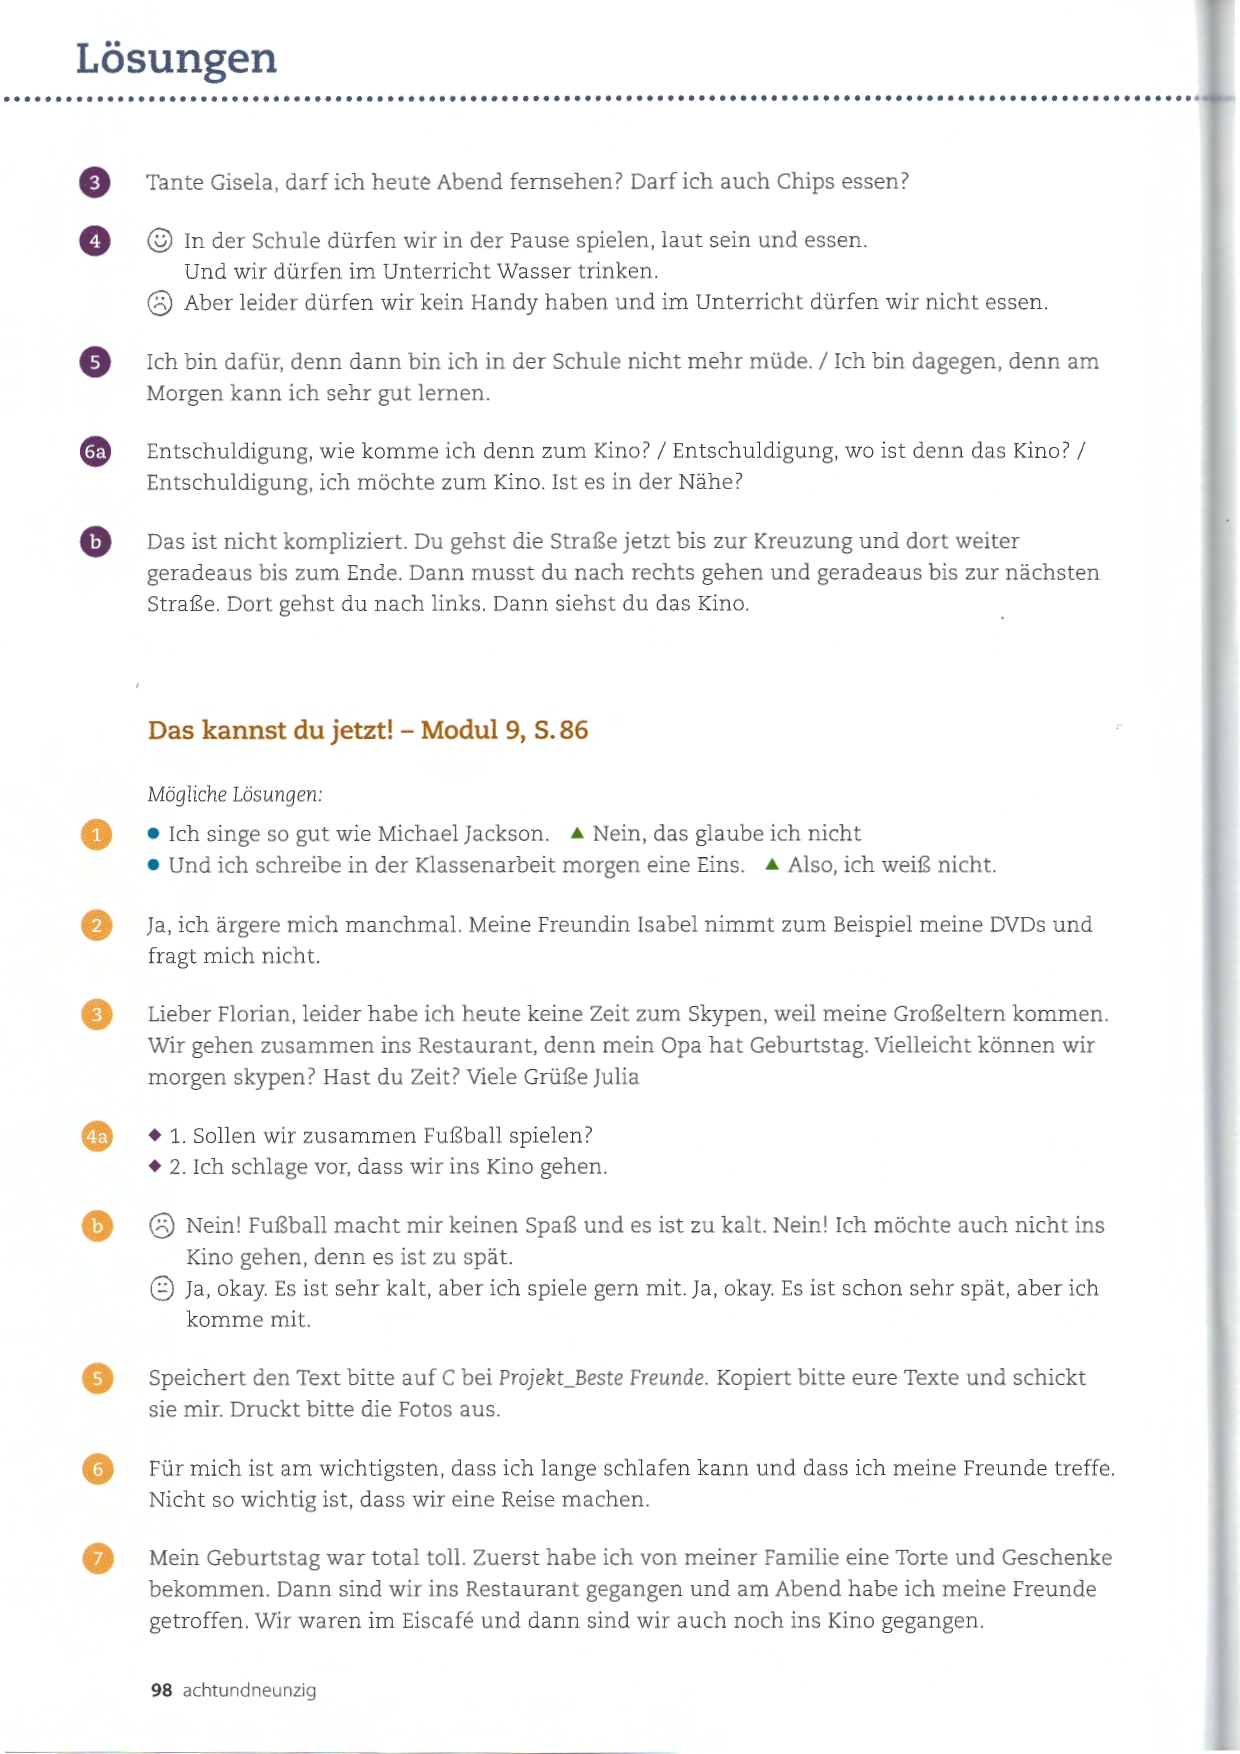 Lösungen
3 Tante Gisela, darf ich heute Abend fernsehen? Darf ich auch Chips essen?
4 In der Schule dürfen wir in der Pause spielen, laut sein und essen.
Und wir dürfen im Unterricht Wasser trinken.
Aber leider dürfen wir kein Handy haben und im Unterricht dürfen wir nicht essen.
5 Ich bin dafür, denn dann bin ich in der Schule nicht mehr müde. / Ich bin dagegen, denn am
Morgen kann ich sehr gut lernen.
6a Entschuldigung, wie komme ich denn zum Kino? / Entschuldigung, wo ist denn das Kino? /
Entschuldigung, ich möchte zum Kino. Ist es in der Nähe?
b Das ist nicht kompliziert. Du gehst die Straße jetzt bis zur Kreuzung und dort weiter
geradeaus bis zum Ende. Dann musst du nach rechts gehen und geradeaus bis zur nächsten
Straße. Dort gehst du nach links. Dann siehst du das Kino.
Das kannst du jetzt! – Modul 9, S. 86
Mögliche Lösungen:
1 ● Ich singe so gut wie Michael Jackson. ▲ Nein, das glaube ich nicht
● Und ich schreibe in der Klassenarbeit morgen eine Eins. ▲ Also, ich weiß nicht.
2 Ja, ich ärgere mich manchmal. Meine Freundin Isabel nimmt zum Beispiel meine DVDs und
fragt mich nicht.
3 Lieber Florian, leider habe ich heute keine Zeit zum Skypen, weil meine Großeltern kommen.
Wir gehen zusammen ins Restaurant, denn mein Opa hat Geburtstag. Vielleicht können wir
morgen skypen? Hast du Zeit? Viele Grüße Julia
4a ◆ 1. Sollen wir zusammen Fußball spielen?
◆ 2. Ich schlage vor, dass wir ins Kino gehen.
b Nein! Fußball macht mir keinen Spaß und es ist zu kalt. Nein! Ich möchte auch nicht ins
Kino gehen, denn es ist zu spät.
Ja, okay. Es ist sehr kalt, aber ich spiele gern mit. Ja, okay. Es ist schon sehr spät, aber ich
komme mit.
5 Speichert den Text bitte auf C bei Projekt_Beste Freunde. Kopiert bitte eure Texte und schickt
sie mir. Druckt bitte die Fotos aus.
6 Für mich ist am wichtigsten, dass ich lange schlafen kann und dass ich meine Freunde treffe.
Nicht so wichtig ist, dass wir eine Reise machen.
7 Mein Geburtstag war total toll. Zuerst habe ich von meiner Familie eine Torte und Geschenke
bekommen. Dann sind wir ins Restaurant gegangen und am Abend habe ich meine Freunde
getroffen. Wir waren im Eiscafé und dann sind wir auch noch ins Kino gegangen.
98 achtundneunzig